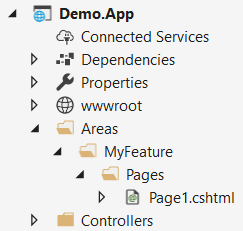 Demo.App
Connected Services
Dependencies
Properties
wwwroot
Areas
MyFeature
Pages
Page1.cshtml
Controllers